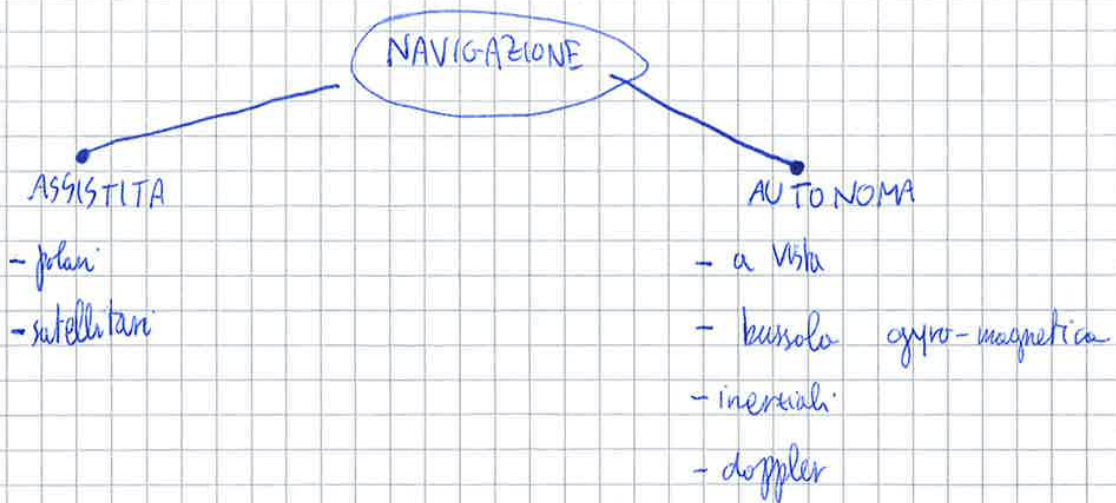 NAVIGAZIONE
ASSISTITA
- polari
- satellitari
AUTONOMA
- a vista
- bussola gyro-magnetica
- inerziali
- doppler